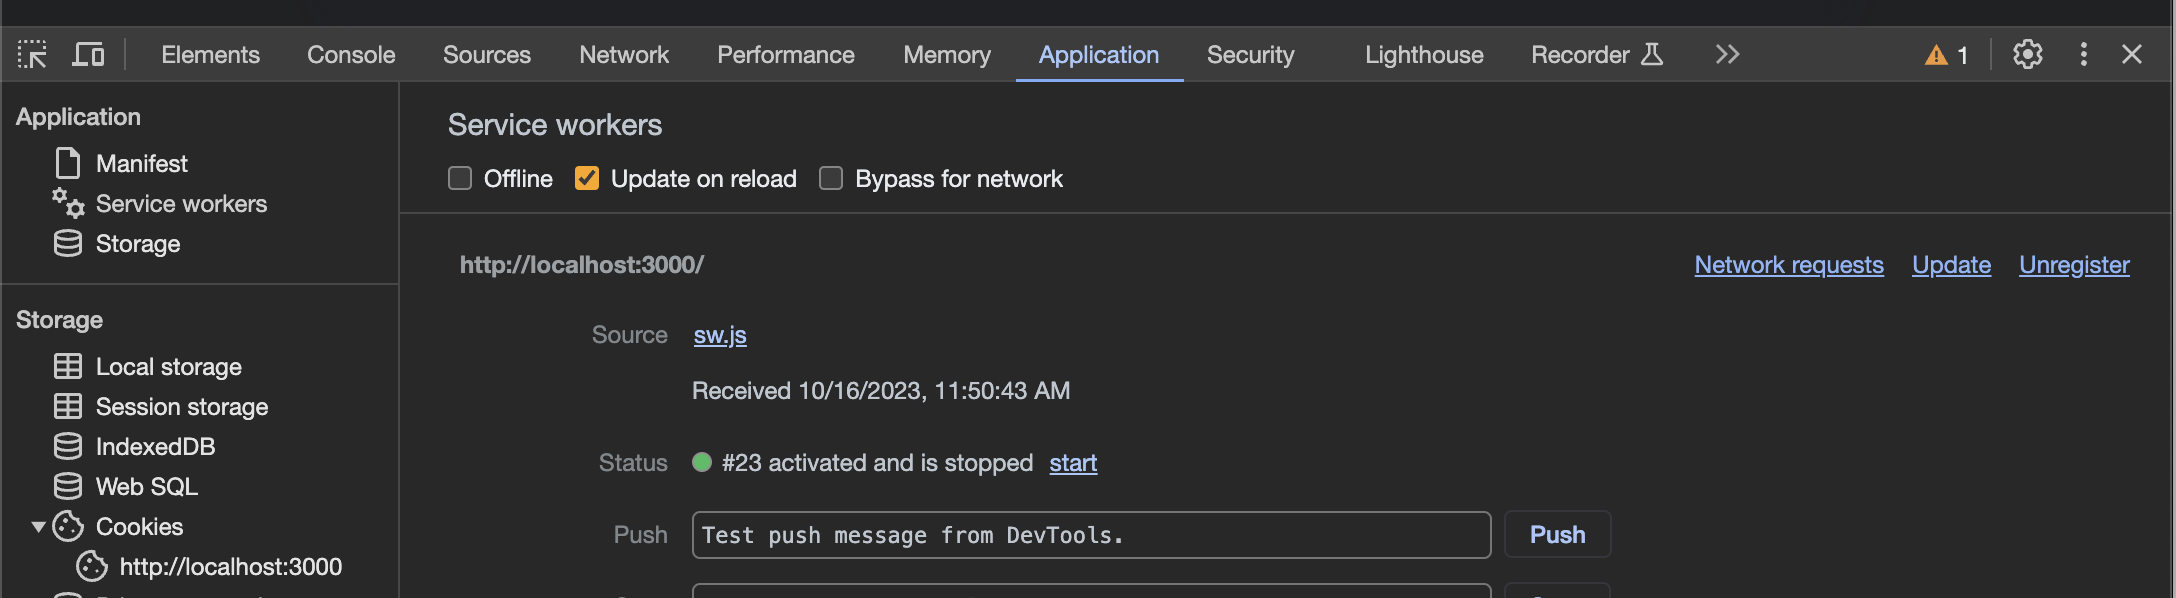 Elements Console Sources Network Performance Memory Application Security Lighthouse Recorder 1
Application
Manifest
Service workers
Storage
Storage
Local storage
Session storage
IndexedDB
Web SQL
Cookies
http://localhost:3000
Service workers
Offline Update on reload Bypass for network
http://localhost:3000/ Network requests Update Unregister
Source sw.js
Received 10/16/2023, 11:50:43 AM
Status #23 activated and is stopped start
Push Test push message from DevTools. Push